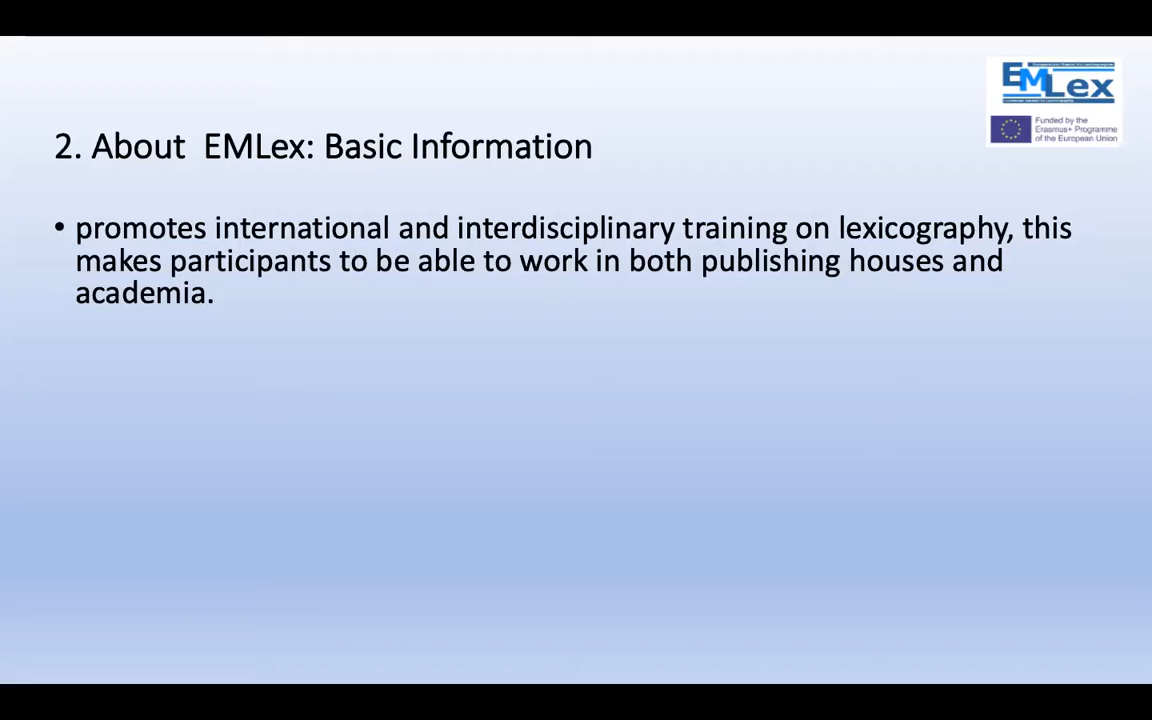 EMLex
Funded by the
Erasmus+ Programme
of the European Union
2. About  EMLex: Basic Information
• promotes international and interdisciplinary training on lexicography, this
makes participants to be able to work in both publishing houses and
academia.